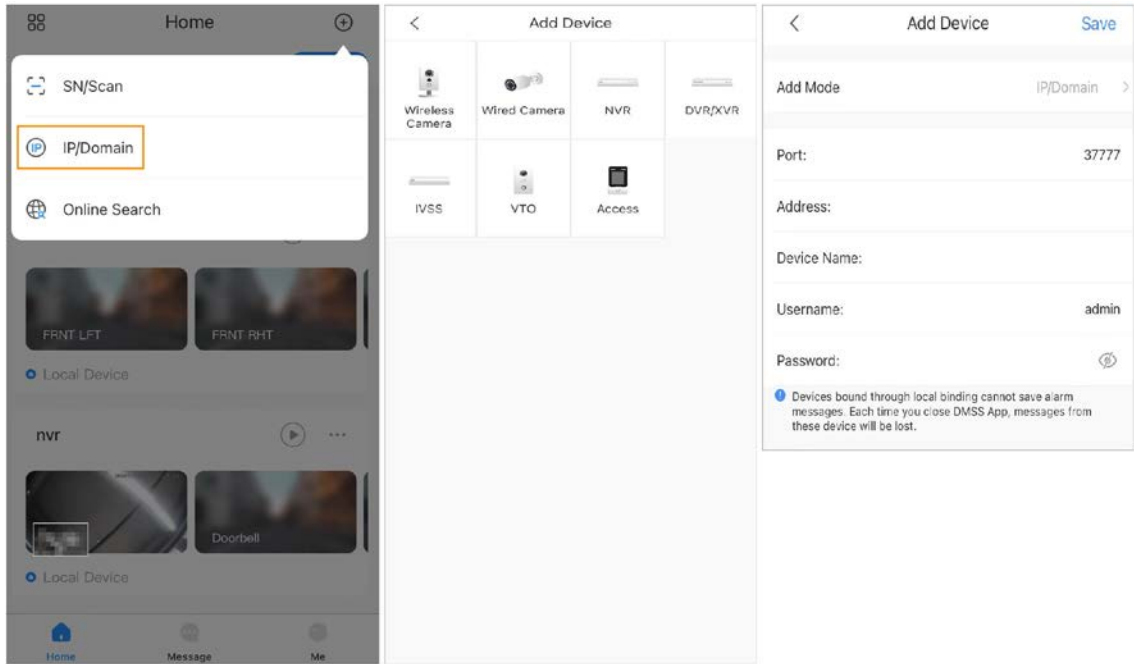 Home
SN/Scan
IP
IP/Domain
Online Search
FRNT LFT
FRNT RHT
Local Device
nvr
Doorbell
Local Device
Home
Message
Me
Add Device
Wireless
Camera
Wired Camera
NVR
DVR/XVR
IVSS
VTO
Access
Add Device
Save
Add Mode
IP/Domain
Port:
37777
Address:
Device Name:
Username:
admin
Password:
Devices bound through local binding cannot save alarm
messages. Each time you close DMSS App, messages from
these device will be lost.